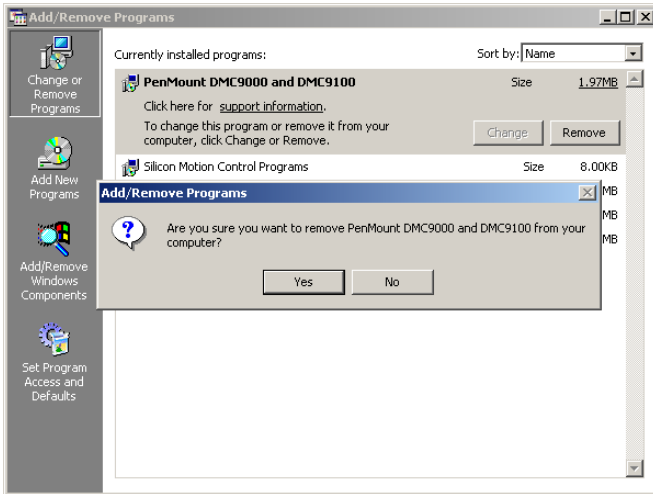 Add/Remove Programs
Change or
Remove
Programs
Add New
Programs
Add/Remove
Windows
Components
Set Program
Access and
Defaults
Currently installed programs:
Sort by: Name
PenMount DMC9000 and DMC9100 Size 1.97MB
Click here for support information.
To change this program or remove it from your
computer, click Change or Remove.
Change Remove
Silicon Motion Control Programs Size 8.00KB
MB
MB
MB
Add/Remove Programs
Are you sure you want to remove PenMount DMC9000 and DMC9100 from your
computer?
Yes No